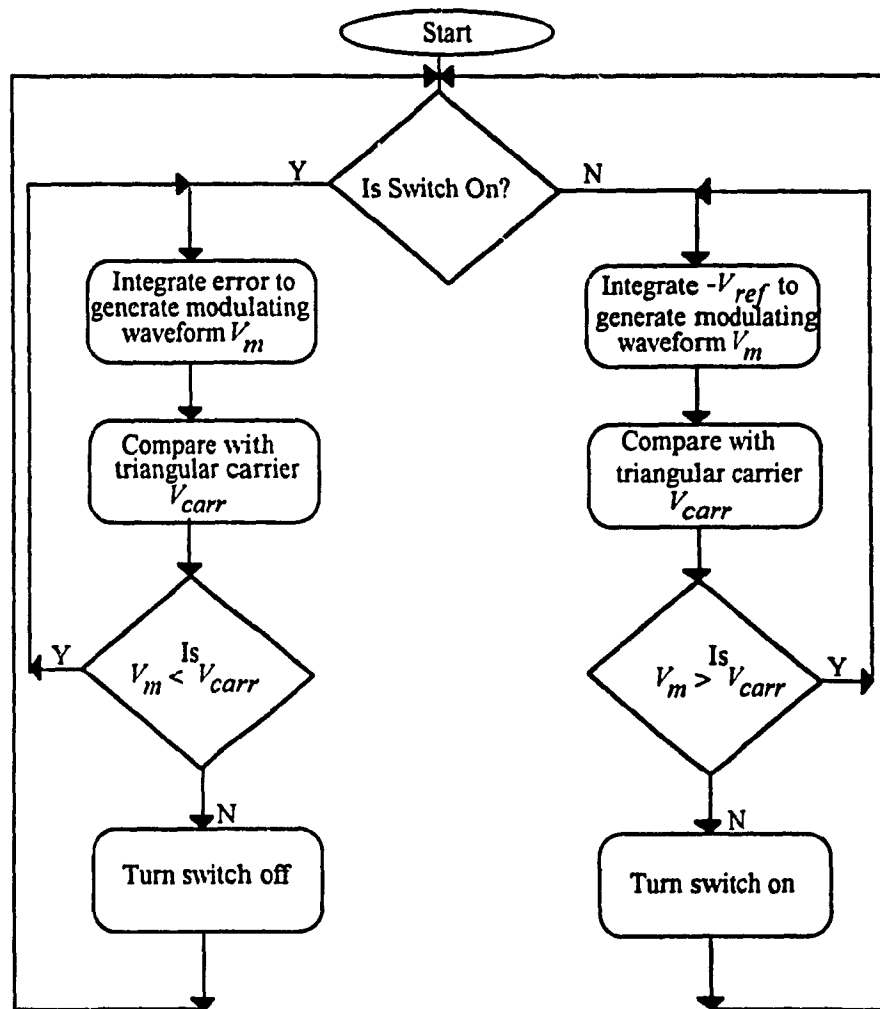 Start
Is Switch On?
Y
N
Integrate error to
generate modulating
waveform V_m
Integrate -V_ref to
generate modulating
waveform V_m
Compare with
triangular carrier
V_carr
Compare with
triangular carrier
V_carr
Is
V_m < V_carr
Y
N
Is
V_m > V_carr
Y
N
Turn switch off
Turn switch on